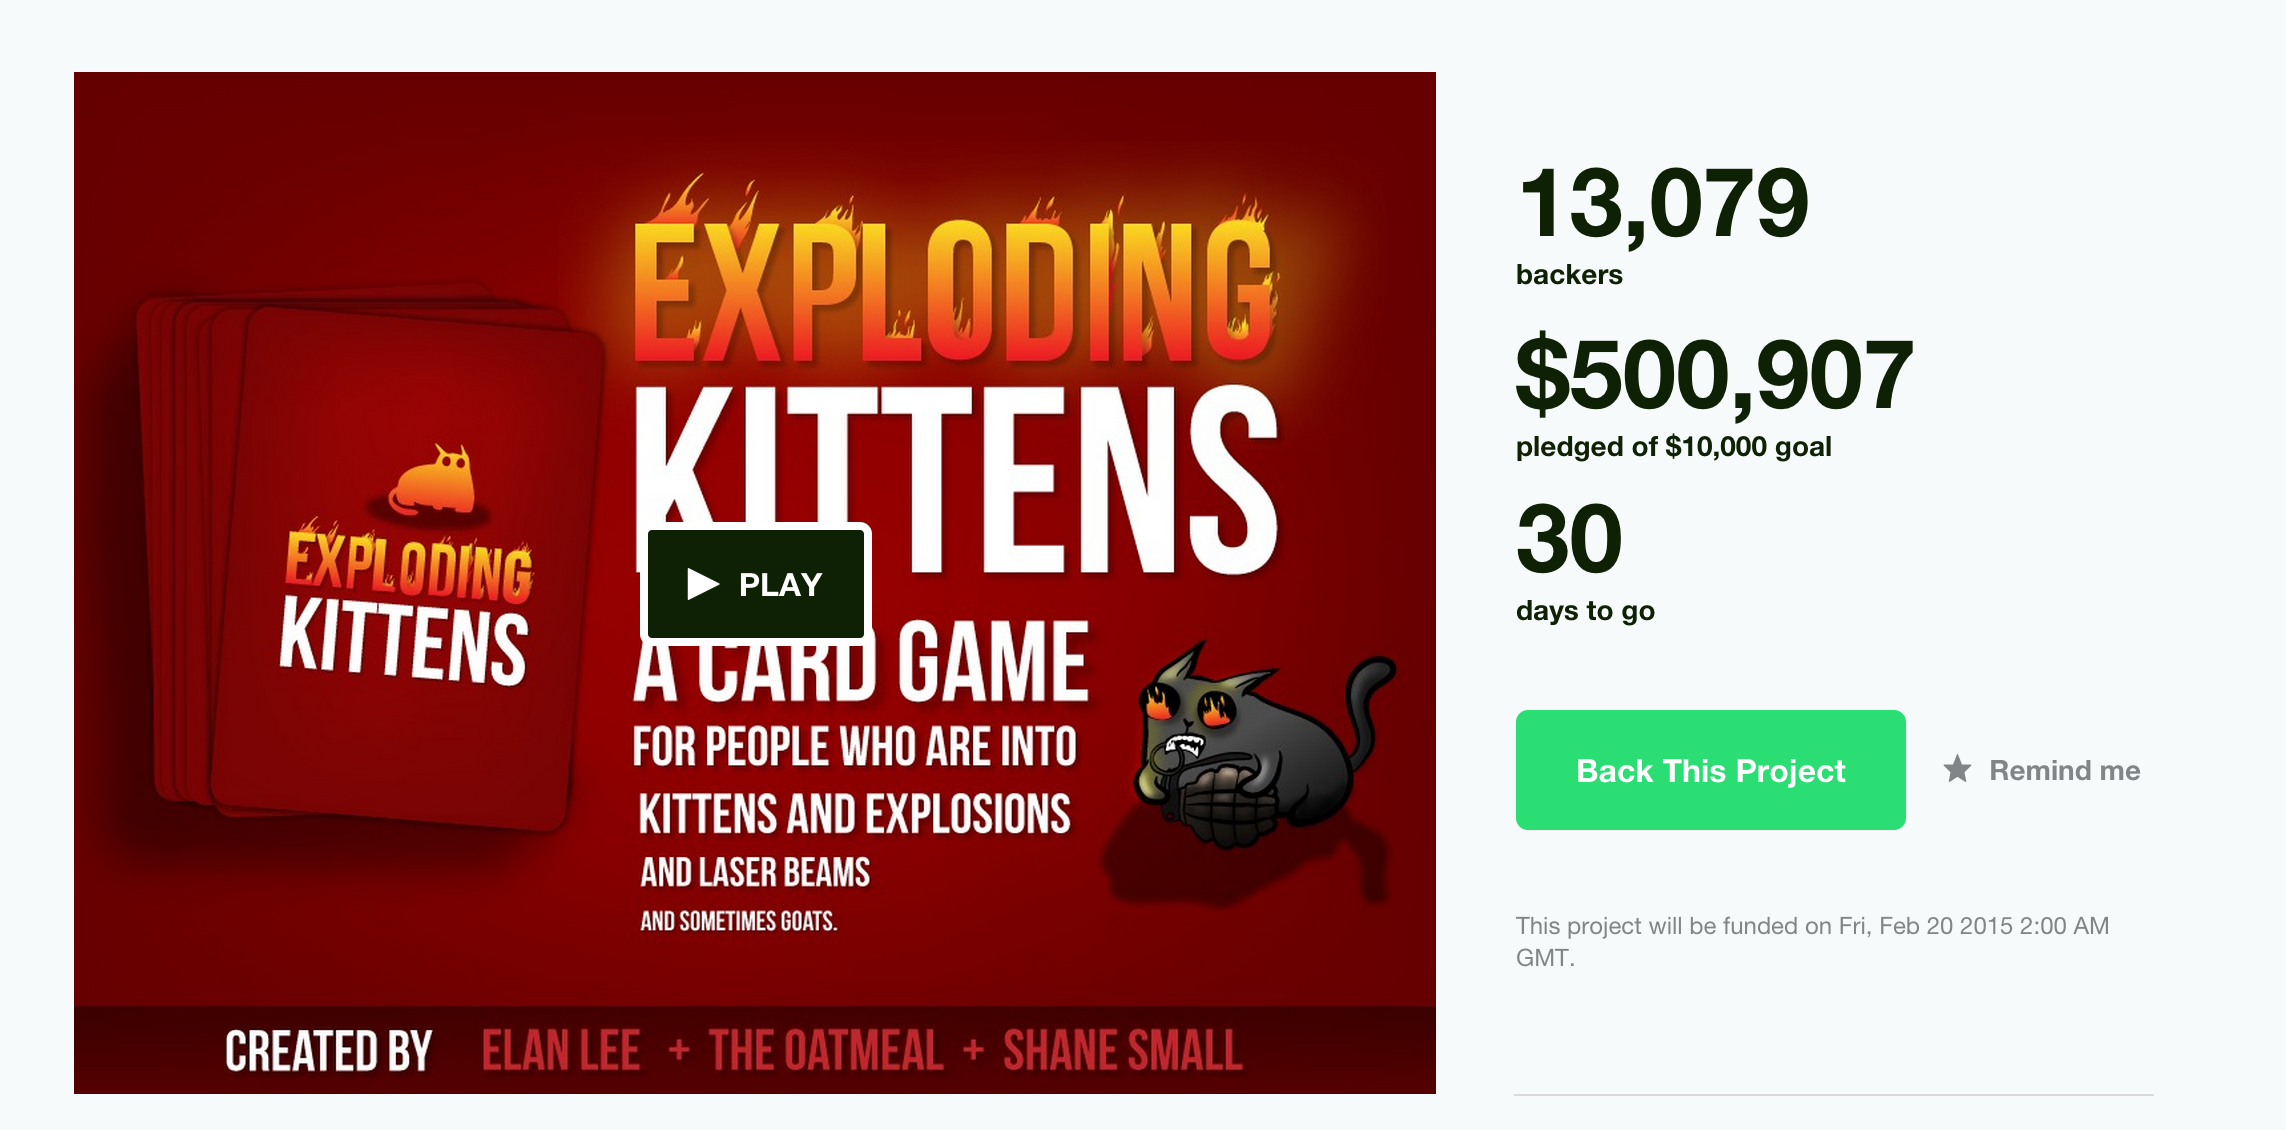 EXPLODING
KITTENS
EXPLODING
KITTENS
PLAY
A CARD GAME
FOR PEOPLE WHO ARE INTO
KITTENS AND EXPLOSIONS
AND LASER BEAMS
AND SOMETIMES GOATS.
CREATED BY ELAN LEE + THE OATMEAL + SHANE SMALL
13,079
backers
$500,907
pledged of $10,000 goal
30
days to go
Back This Project
Remind me
This project will be funded on Fri, Feb 20 2015 2:00 AM
GMT.